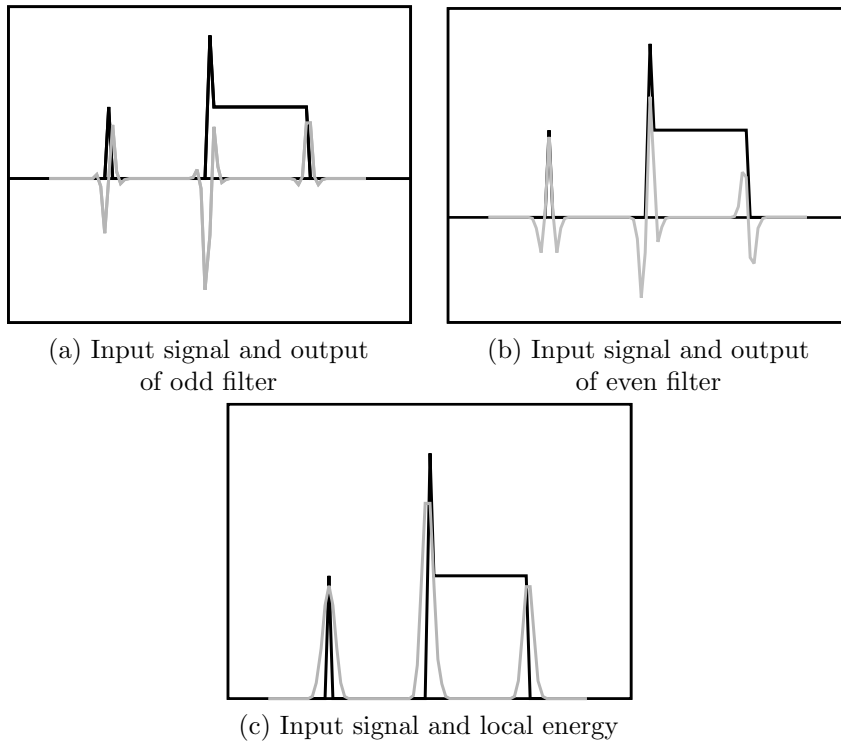 (a) Input signal and output
of odd filter
(b) Input signal and output
of even filter
(c) Input signal and local energy